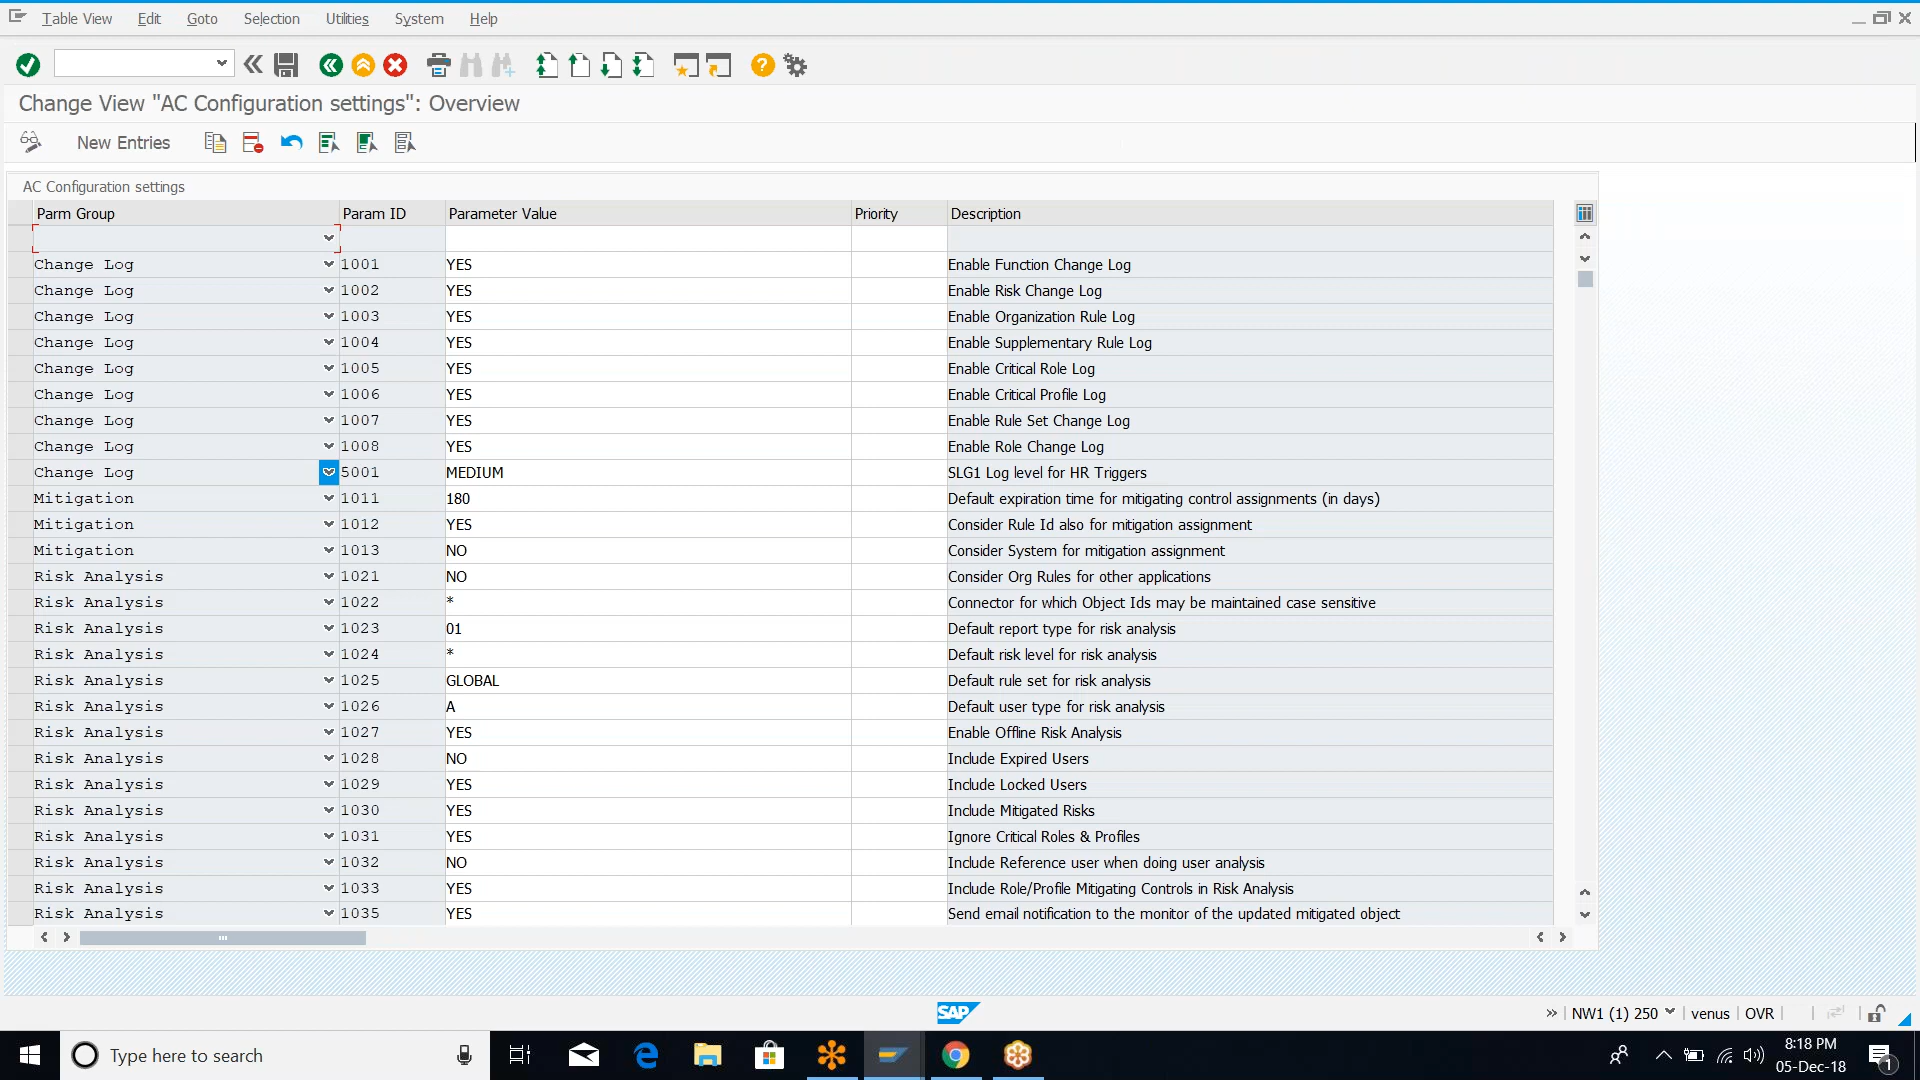 Table View Edit Goto Selection Utilities System Help
Change View "AC Configuration settings": Overview
New Entries
AC Configuration settings
Parm Group Param ID Parameter Value Priority Description
Change Log 1001 YES Enable Function Change Log
Change Log 1002 YES Enable Risk Change Log
Change Log 1003 YES Enable Organization Rule Log
Change Log 1004 YES Enable Supplementary Rule Log
Change Log 1005 YES Enable Critical Role Log
Change Log 1006 YES Enable Critical Profile Log
Change Log 1007 YES Enable Rule Set Change Log
Change Log 1008 YES Enable Role Change Log
Change Log 5001 MEDIUM SLG1 Log level for HR Triggers
Mitigation 1011 180 Default expiration time for mitigating control assignments (in days)
Mitigation 1012 YES Consider Rule Id also for mitigation assignment
Mitigation 1013 NO Consider System for mitigation assignment
Risk Analysis 1021 NO Consider Org Rules for other applications
Risk Analysis 1022 * Connector for which Object Ids may be maintained case sensitive
Risk Analysis 1023 01 Default report type for risk analysis
Risk Analysis 1024 * Default risk level for risk analysis
Risk Analysis 1025 GLOBAL Default rule set for risk analysis
Risk Analysis 1026 A Default user type for risk analysis
Risk Analysis 1027 YES Enable Offline Risk Analysis
Risk Analysis 1028 NO Include Expired Users
Risk Analysis 1029 YES Include Locked Users
Risk Analysis 1030 YES Include Mitigated Risks
Risk Analysis 1031 YES Ignore Critical Roles & Profiles
Risk Analysis 1032 NO Include Reference user when doing user analysis
Risk Analysis 1033 YES Include Role/Profile Mitigating Controls in Risk Analysis
Risk Analysis 1035 YES Send email notification to the monitor of the updated mitigated object
SAP
NW1 (1) 250 venus OVR
Type here to search
8:18 PM
05-Dec-18
1